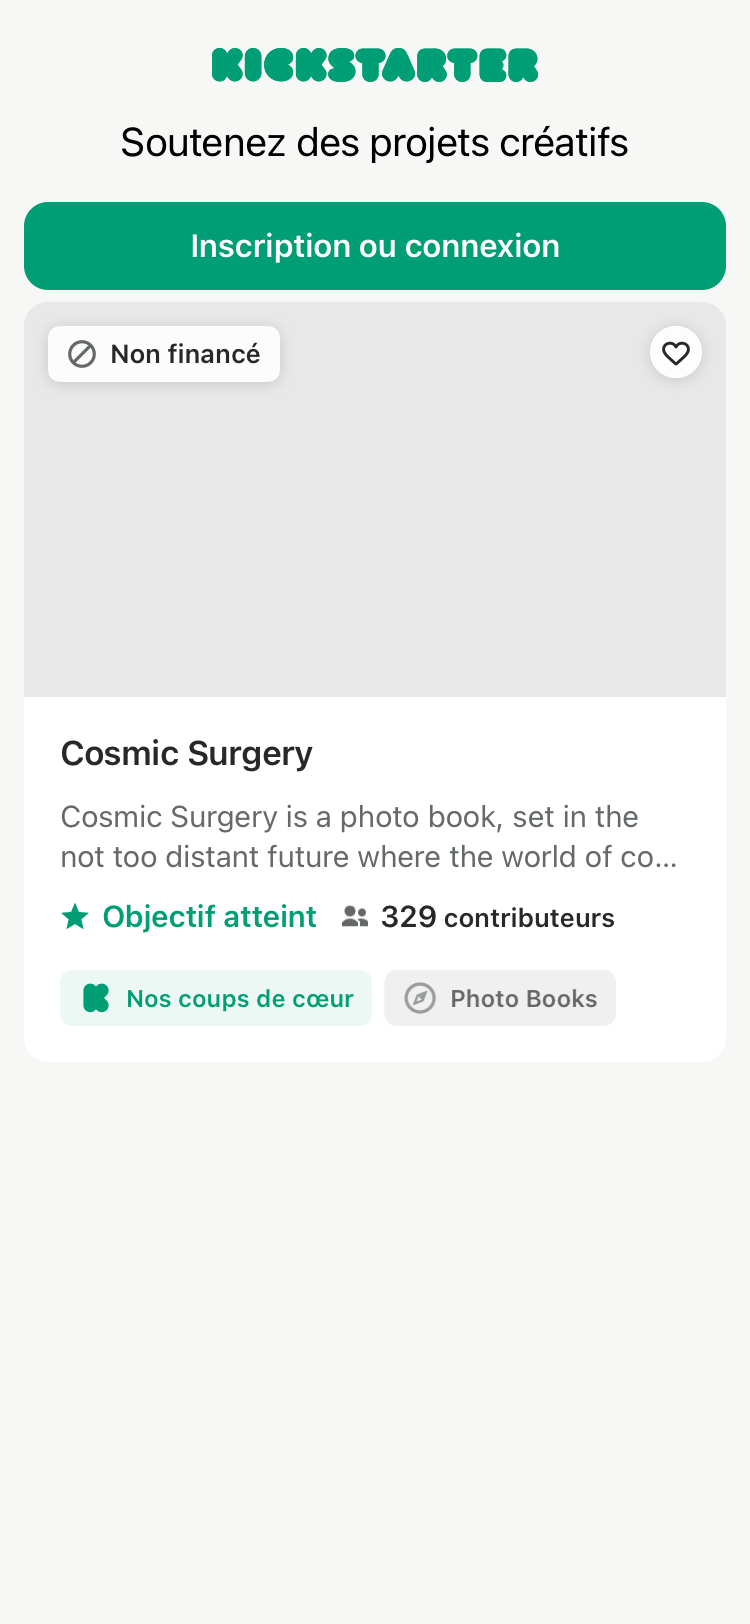 KICKSTARTER
Soutenez des projets créatifs
Inscription ou connexion
Non financé
Cosmic Surgery
Cosmic Surgery is a photo book, set in the
not too distant future where the world of co...
Objectif atteint 329 contributeurs
Nos coups de cœur Photo Books